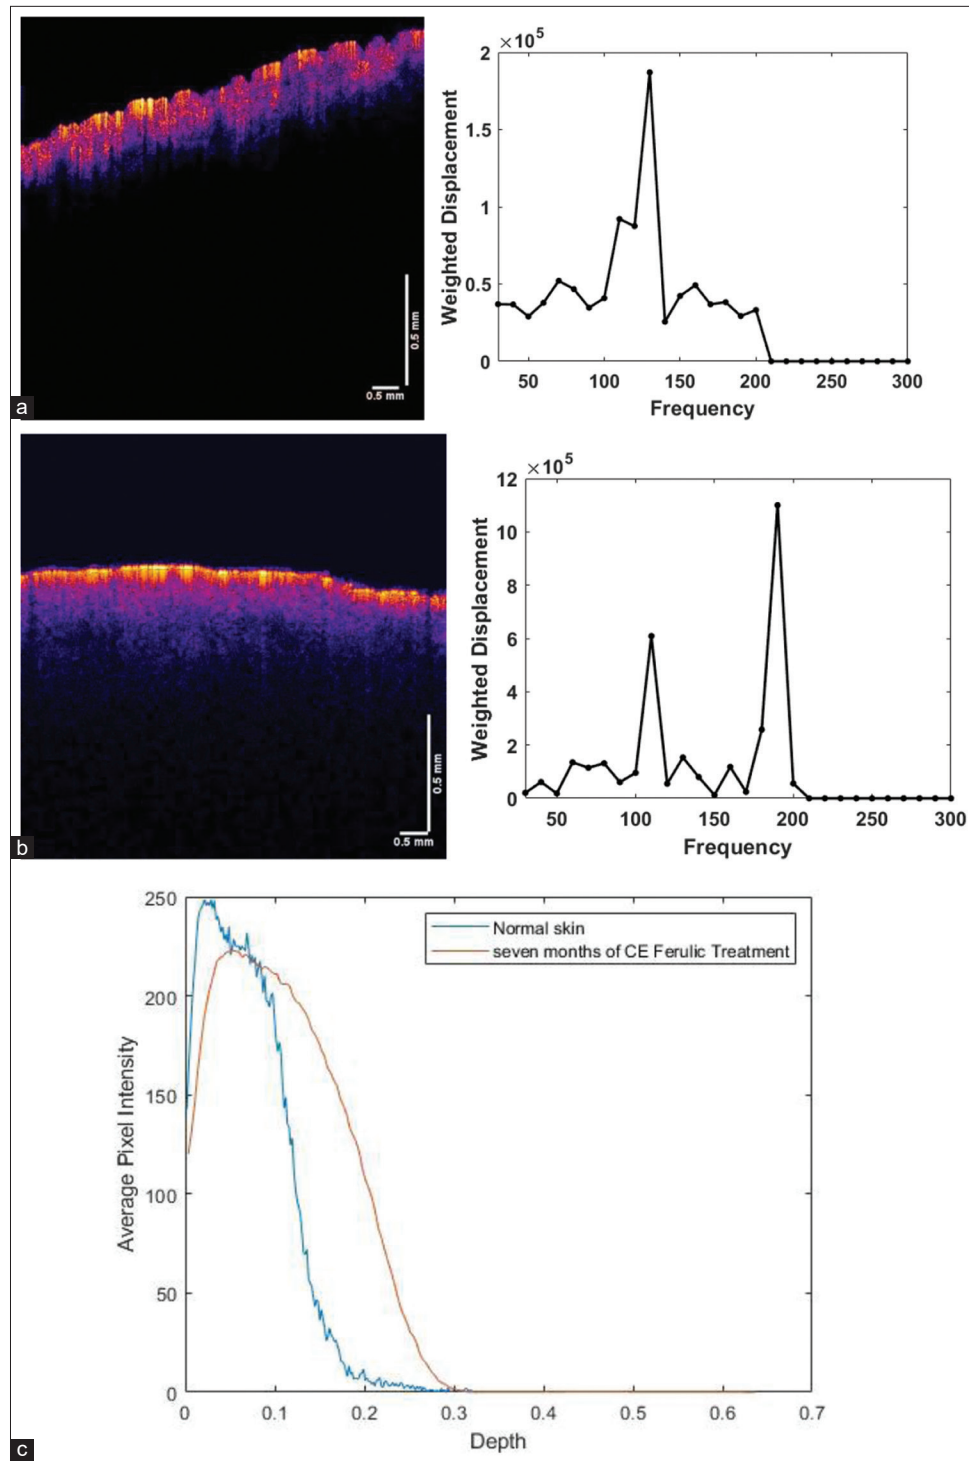 ×10⁵
2
1.5
1
0.5
0
50 100 150 200 250 300
Weighted Displacement
Frequency
0.5 mm
0.5 mm
a
×10⁵
12
10
8
6
4
2
0
50 100 150 200 250 300
Weighted Displacement
Frequency
0.5 mm
0.5 mm
b
250
200
150
100
50
0
0 0.1 0.2 0.3 0.4 0.5 0.6 0.7
Average Pixel Intensity
Depth
Normal skin
seven months of CE Ferulic Treatment
c